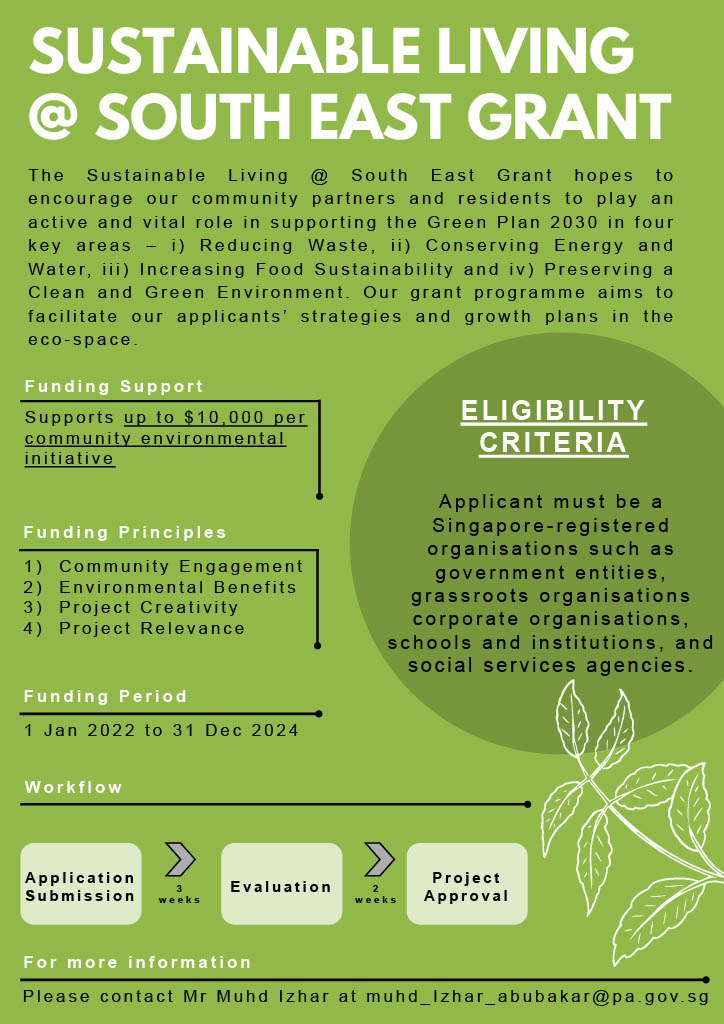 SUSTAINABLE LIVING
@ SOUTH EAST GRANT
The Sustainable Living @ South East Grant hopes to
encourage our community partners and residents to play an
active and vital role in supporting the Green Plan 2030 in four
key areas – i) Reducing Waste, ii) Conserving Energy and
Water, iii) Increasing Food Sustainability and iv) Preserving a
Clean and Green Environment. Our grant programme aims to
facilitate our applicants’ strategies and growth plans in the
eco-space.
Funding Support
Supports up to $10,000 per
community environmental
initiative
Funding Principles
1) Community Engagement
2) Environmental Benefits
3) Project Creativity
4) Project Relevance
Funding Period
1 Jan 2022 to 31 Dec 2024
ELIGIBILITY
CRITERIA
Applicant must be a
Singapore-registered
organisations such as
government entities,
grassroots organisations
corporate organisations,
schools and institutions, and
social services agencies.
Workflow
Application
Submission
3
weeks
Evaluation
2
weeks
Project
Approval
For more information
Please contact Mr Muhd Izhar at muhd_Izhar_abubakar@pa.gov.sg